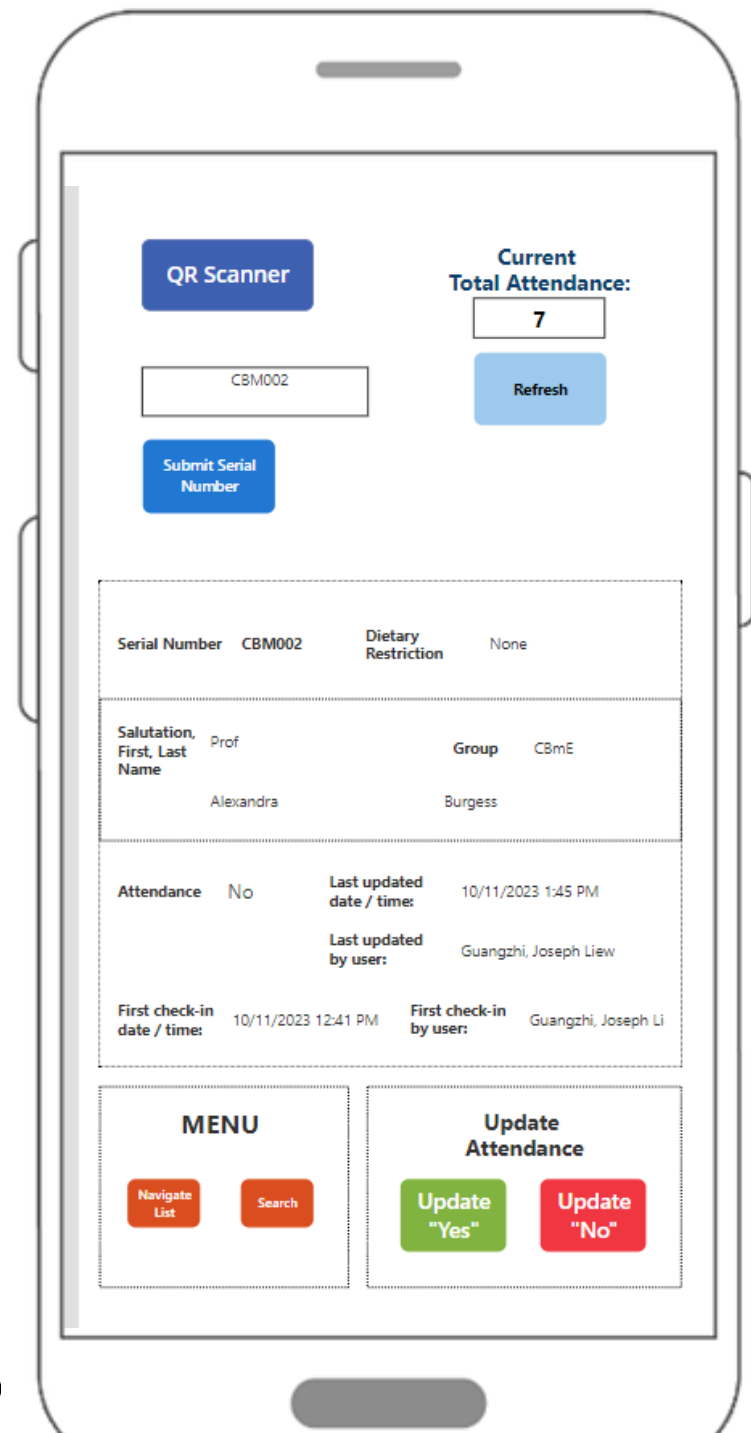 QR Scanner
Current
Total Attendance:
7
CBM002
Refresh
Submit Serial
Number
Serial Number CBM002
Dietary
Restriction
None
Salutation,
First, Last
Name
Prof
Group CBmE
Alexandra Burgess
Attendance No
Last updated
date / time:
10/11/2023 1:45 PM
Last updated
by user:
Guangzhi, Joseph Liew
First check-in
date / time:
10/11/2023 12:41 PM
First check-in
by user:
Guangzhi, Joseph Li
MENU
Navigate
List
Search
Update
Attendance
Update
"Yes"
Update
"No"